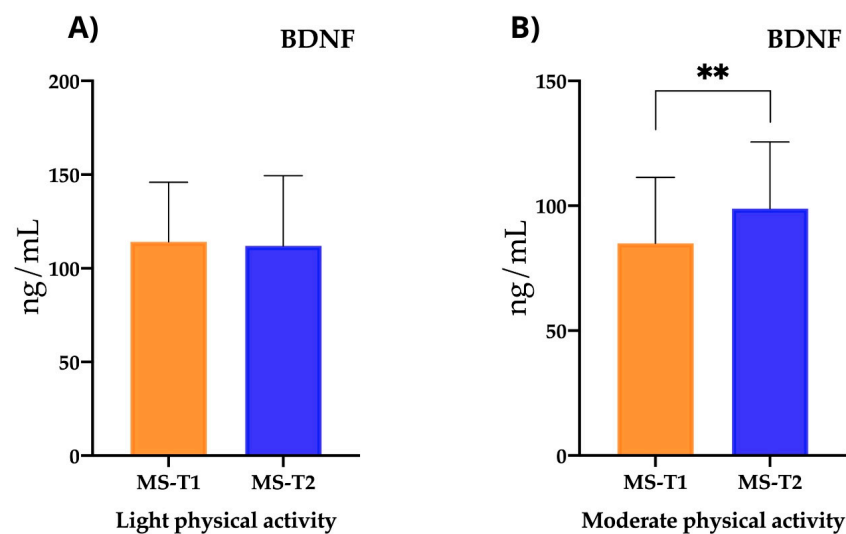 A)
BDNF
200
150
100
50
0
ng/mL
MS-T1 MS-T2
Light physical activity
B)
BDNF
**
150
100
50
0
ng/mL
MS-T1 MS-T2
Moderate physical activity